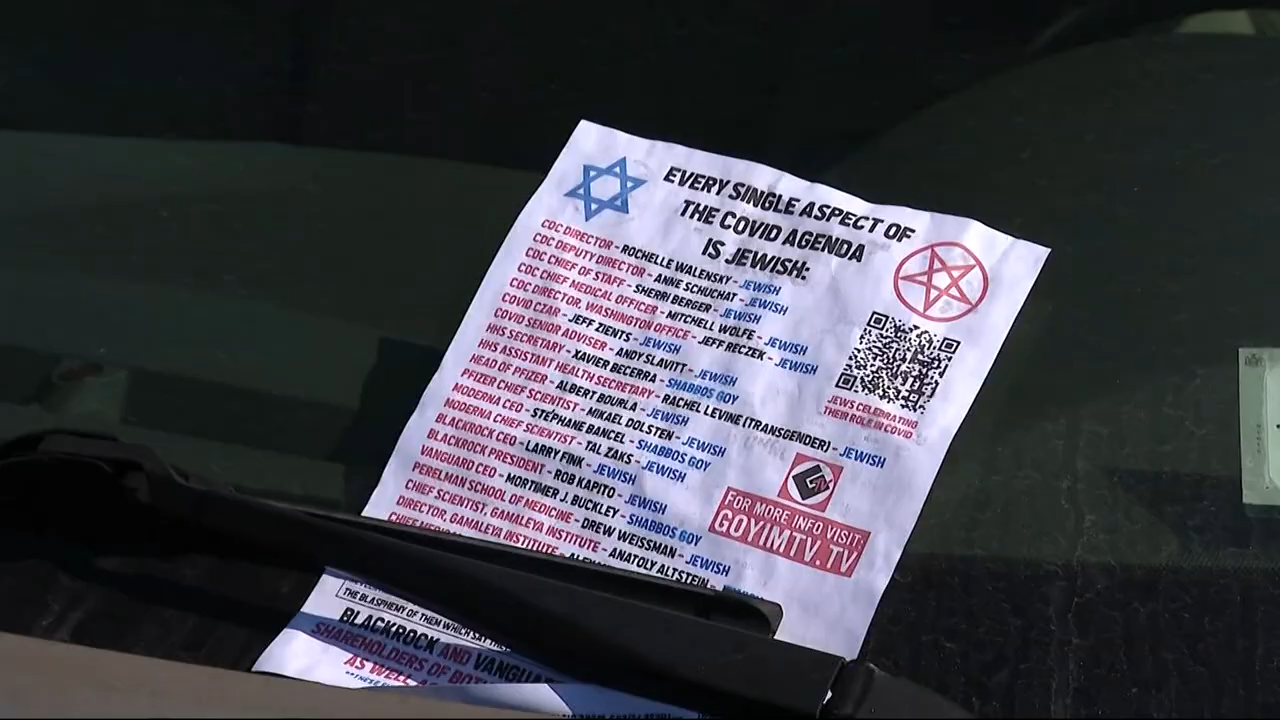 EVERY SINGLE ASPECT OF
THE COVID AGENDA
IS JEWISH:
CDC DIRECTOR - ROCHELLE WALENSKY - JEWISH
CDC DEPUTY DIRECTOR - ANNE SCHUCHAT - JEWISH
CDC CHIEF OF STAFF - SHERRI BERGER - JEWISH
CDC CHIEF MEDICAL OFFICER - MITCHELL WOLFE - JEWISH
CDC DIRECTOR, WASHINGTON OFFICE - JEFF RECZEK - JEWISH
COVID CZAR - JEFF ZIENTS - JEWISH
COVID SENIOR ADVISER - ANDY SLAVITT - JEWISH
HHS SECRETARY - XAVIER BECERRA - SHABBOS GOY
HHS ASSISTANT HEALTH SECRETARY - RACHEL LEVINE (TRANSGENDER) - JEWISH
HEAD OF PFIZER - ALBERT BOURLA - JEWISH
PFIZER CHIEF SCIENTIST - MIKAEL DOLSTEN - JEWISH
MODERNA CEO - STÉPHANE BANCEL - SHABBOS GOY
MODERNA CHIEF SCIENTIST - TAL ZAKS - JEWISH
BLACKROCK CEO - LARRY FINK - JEWISH
BLACKROCK PRESIDENT - ROB KAPITO - JEWISH
VANGUARD CEO - MORTIMER J. BUCKLEY - SHABBOS GOY
PERELMAN SCHOOL OF MEDICINE - DREW WEISSMAN - JEWISH
CHIEF SCIENTIST, GAMALEYA INSTITUTE - ANATOLY ALTSTEIN -
DIRECTOR, GAMALEYA INSTITUTE -
JEWS CELEBRATING
THEIR ROLE IN COVID
FOR MORE INFO VISIT:
GOYIMTV.TV
THE BLASPHEMY OF THEM WHICH SAY
BLACKROCK AND
SHAREHOLDERS OF
AS WELL